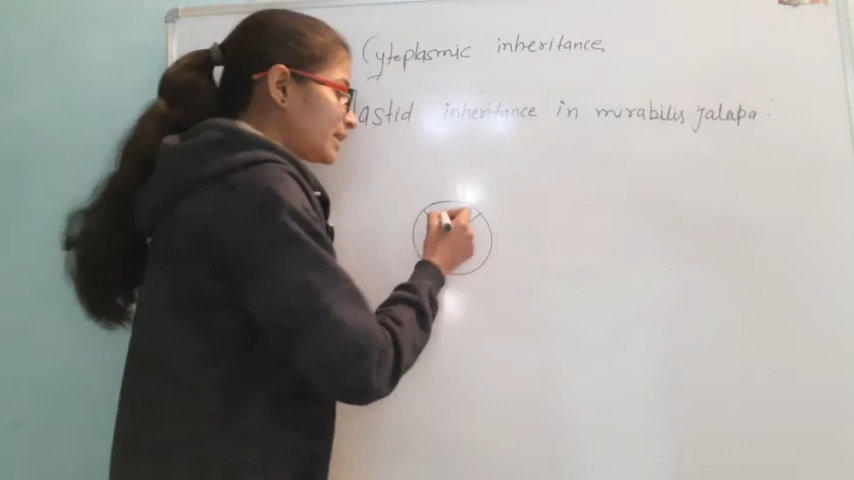 Cytoplasmic inheritance
lastid inheritance in mirabilis jalapa :